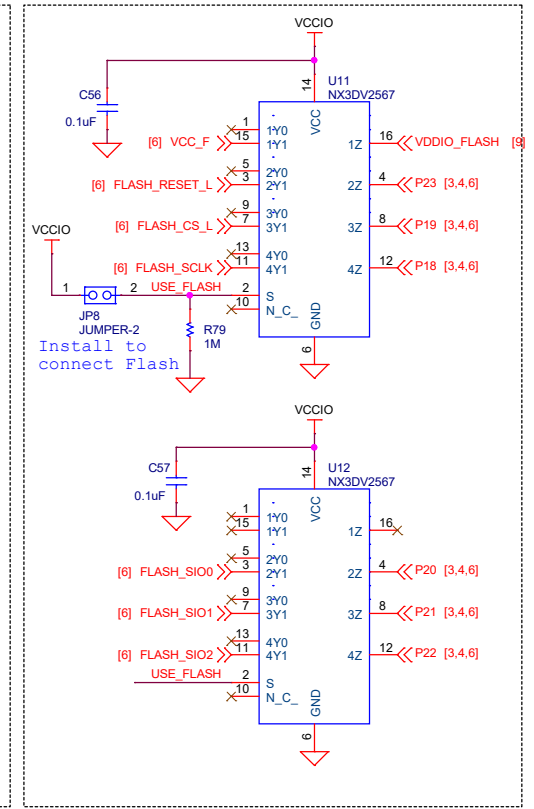 VCCIO
C56
0.1uF
14
U11
NX3DV2567
VCC
1
1Y0
15
1Y1
[6] VCC_F
1Z
16
VDDIO_FLASH [9]
5
2Y0
3
2Y1
[6] FLASH_RESET_L
2Z
4
P23 [3,4,6]
9
3Y0
7
3Y1
[6] FLASH_CS_L
3Z
8
P19 [3,4,6]
13
4Y0
11
4Y1
[6] FLASH_SCLK
4Z
12
P18 [3,4,6]
VCCIO
1
2
USE_FLASH
2
S
10
N_C_
GND
6
JP8
JUMPER-2
R79
1M
Install to
connect Flash
VCCIO
C57
0.1uF
14
U12
NX3DV2567
VCC
1
1Y0
15
1Y1
1Z
16
5
2Y0
3
2Y1
[6] FLASH_SIO0
2Z
4
P20 [3,4,6]
9
3Y0
7
3Y1
[6] FLASH_SIO1
3Z
8
P21 [3,4,6]
13
4Y0
11
4Y1
[6] FLASH_SIO2
4Z
12
P22 [3,4,6]
USE_FLASH
2
S
10
N_C_
GND
6